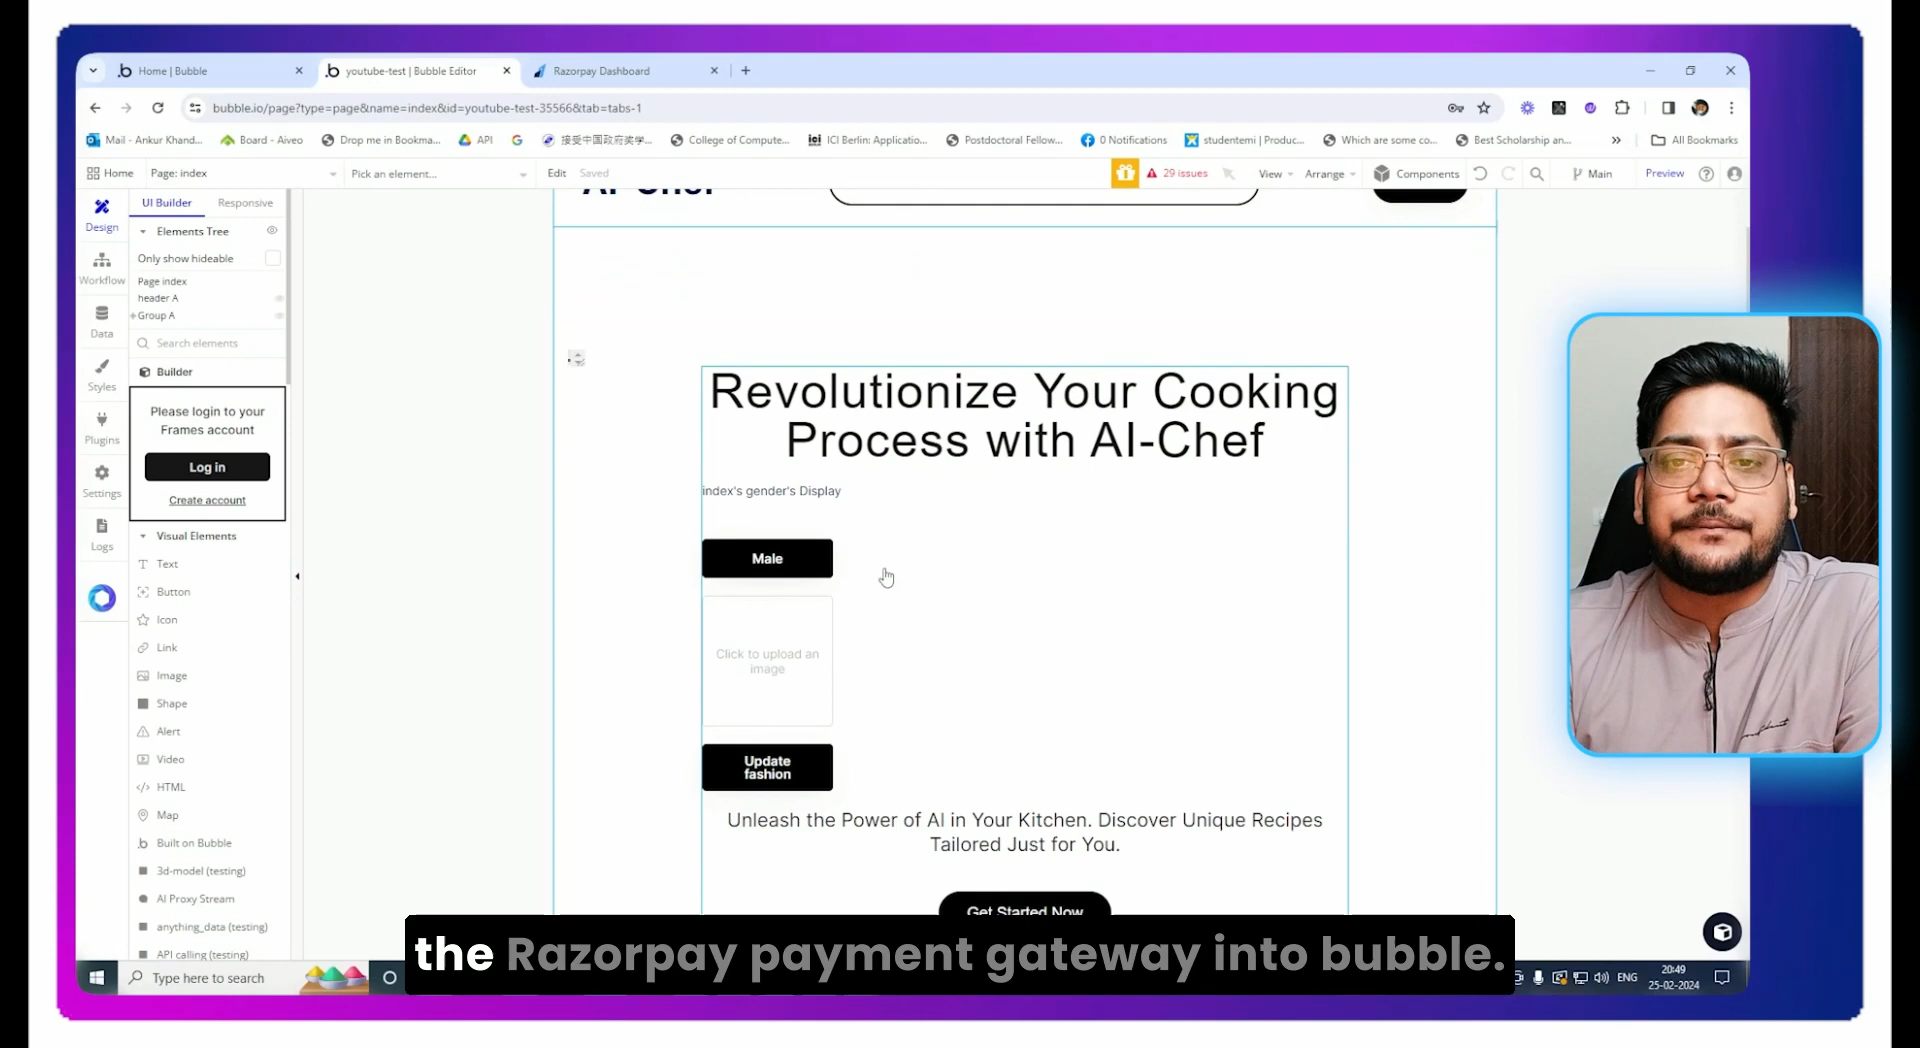 Home | Bubble
youtube-test | Bubble Editor
Razorpay Dashboard
bubble.io/page?type=page&name=index&id=youtube-test-35566&tab=tabs-1
Mail - Ankur Khand...
Board - Aiveo
Drop me in Bookma...
API
接受中国政府奖学...
College of Compute...
ici
ICI Berlin: Applicatio...
Postdoctoral Fellow...
0 Notifications
studentemi | Produc...
Which are some co...
Best Scholarship an...
All Bookmarks
Home
Page: index
Pick an element...
Edit
Saved
29 issues
View
Arrange
Components
Main
Preview
Design
Workflow
Data
Styles
Plugins
Settings
Logs
UI Builder
Responsive
Elements Tree
Only show hideable
Page index
header A
Group A
Search elements
Builder
Please login to your
Frames account
Log in
Create account
Visual Elements
Text
Button
Icon
Link
Image
Shape
Alert
Video
HTML
Map
Built on Bubble
3d-model (testing)
AI Proxy Stream
anything_data (testing)
API calling (testing)
Revolutionize Your Cooking
Process with AI-Chef
index's gender's Display
Male
Click to upload an
image
Update
fashion
Unleash the Power of AI in Your Kitchen. Discover Unique Recipes
Tailored Just for You.
Get Started Now
the Razorpay payment gateway into bubble.
Type here to search
ENG
20:49
25-02-2024